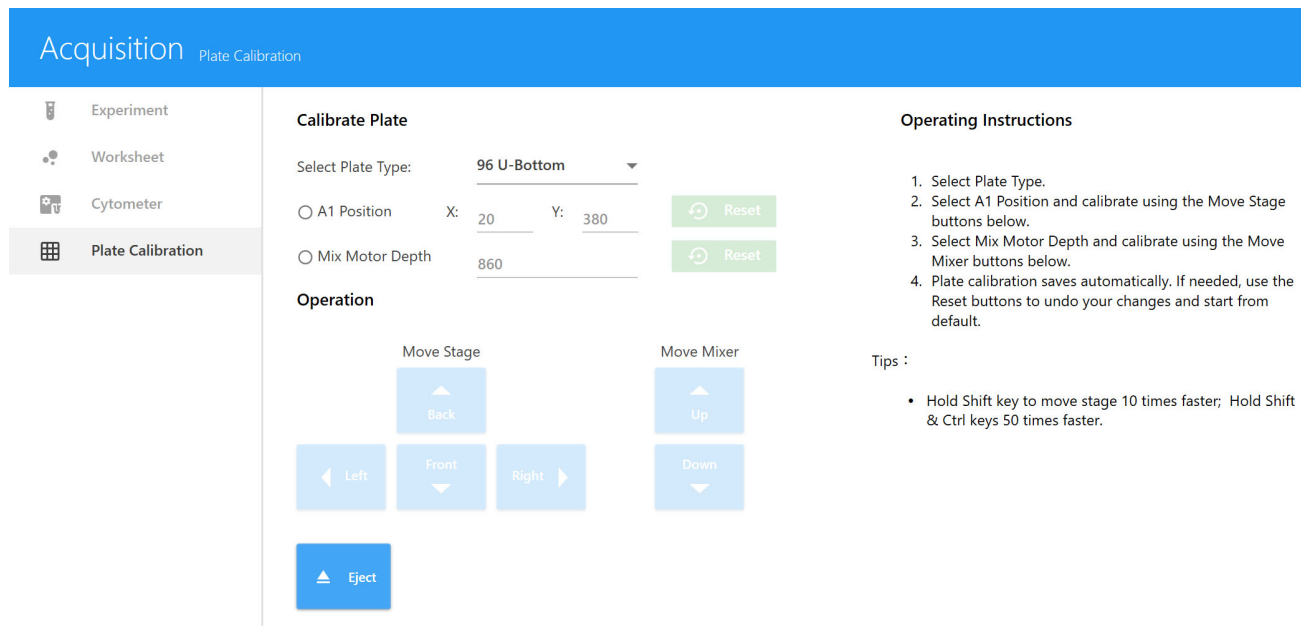 Acquisition Plate Calibration
Experiment
Worksheet
Cytometer
Plate Calibration
Calibrate Plate
Select Plate Type: 96 U-Bottom
A1 Position X: 20 Y: 380 Reset
Mix Motor Depth 860 Reset
Operation
Move Stage Move Mixer
Back Up
Left Front Right Down
Eject
Operating Instructions
1. Select Plate Type.
2. Select A1 Position and calibrate using the Move Stage
buttons below.
3. Select Mix Motor Depth and calibrate using the Move
Mixer buttons below.
4. Plate calibration saves automatically. If needed, use the
Reset buttons to undo your changes and start from
default.
Tips：
• Hold Shift key to move stage 10 times faster; Hold Shift
& Ctrl keys 50 times faster.